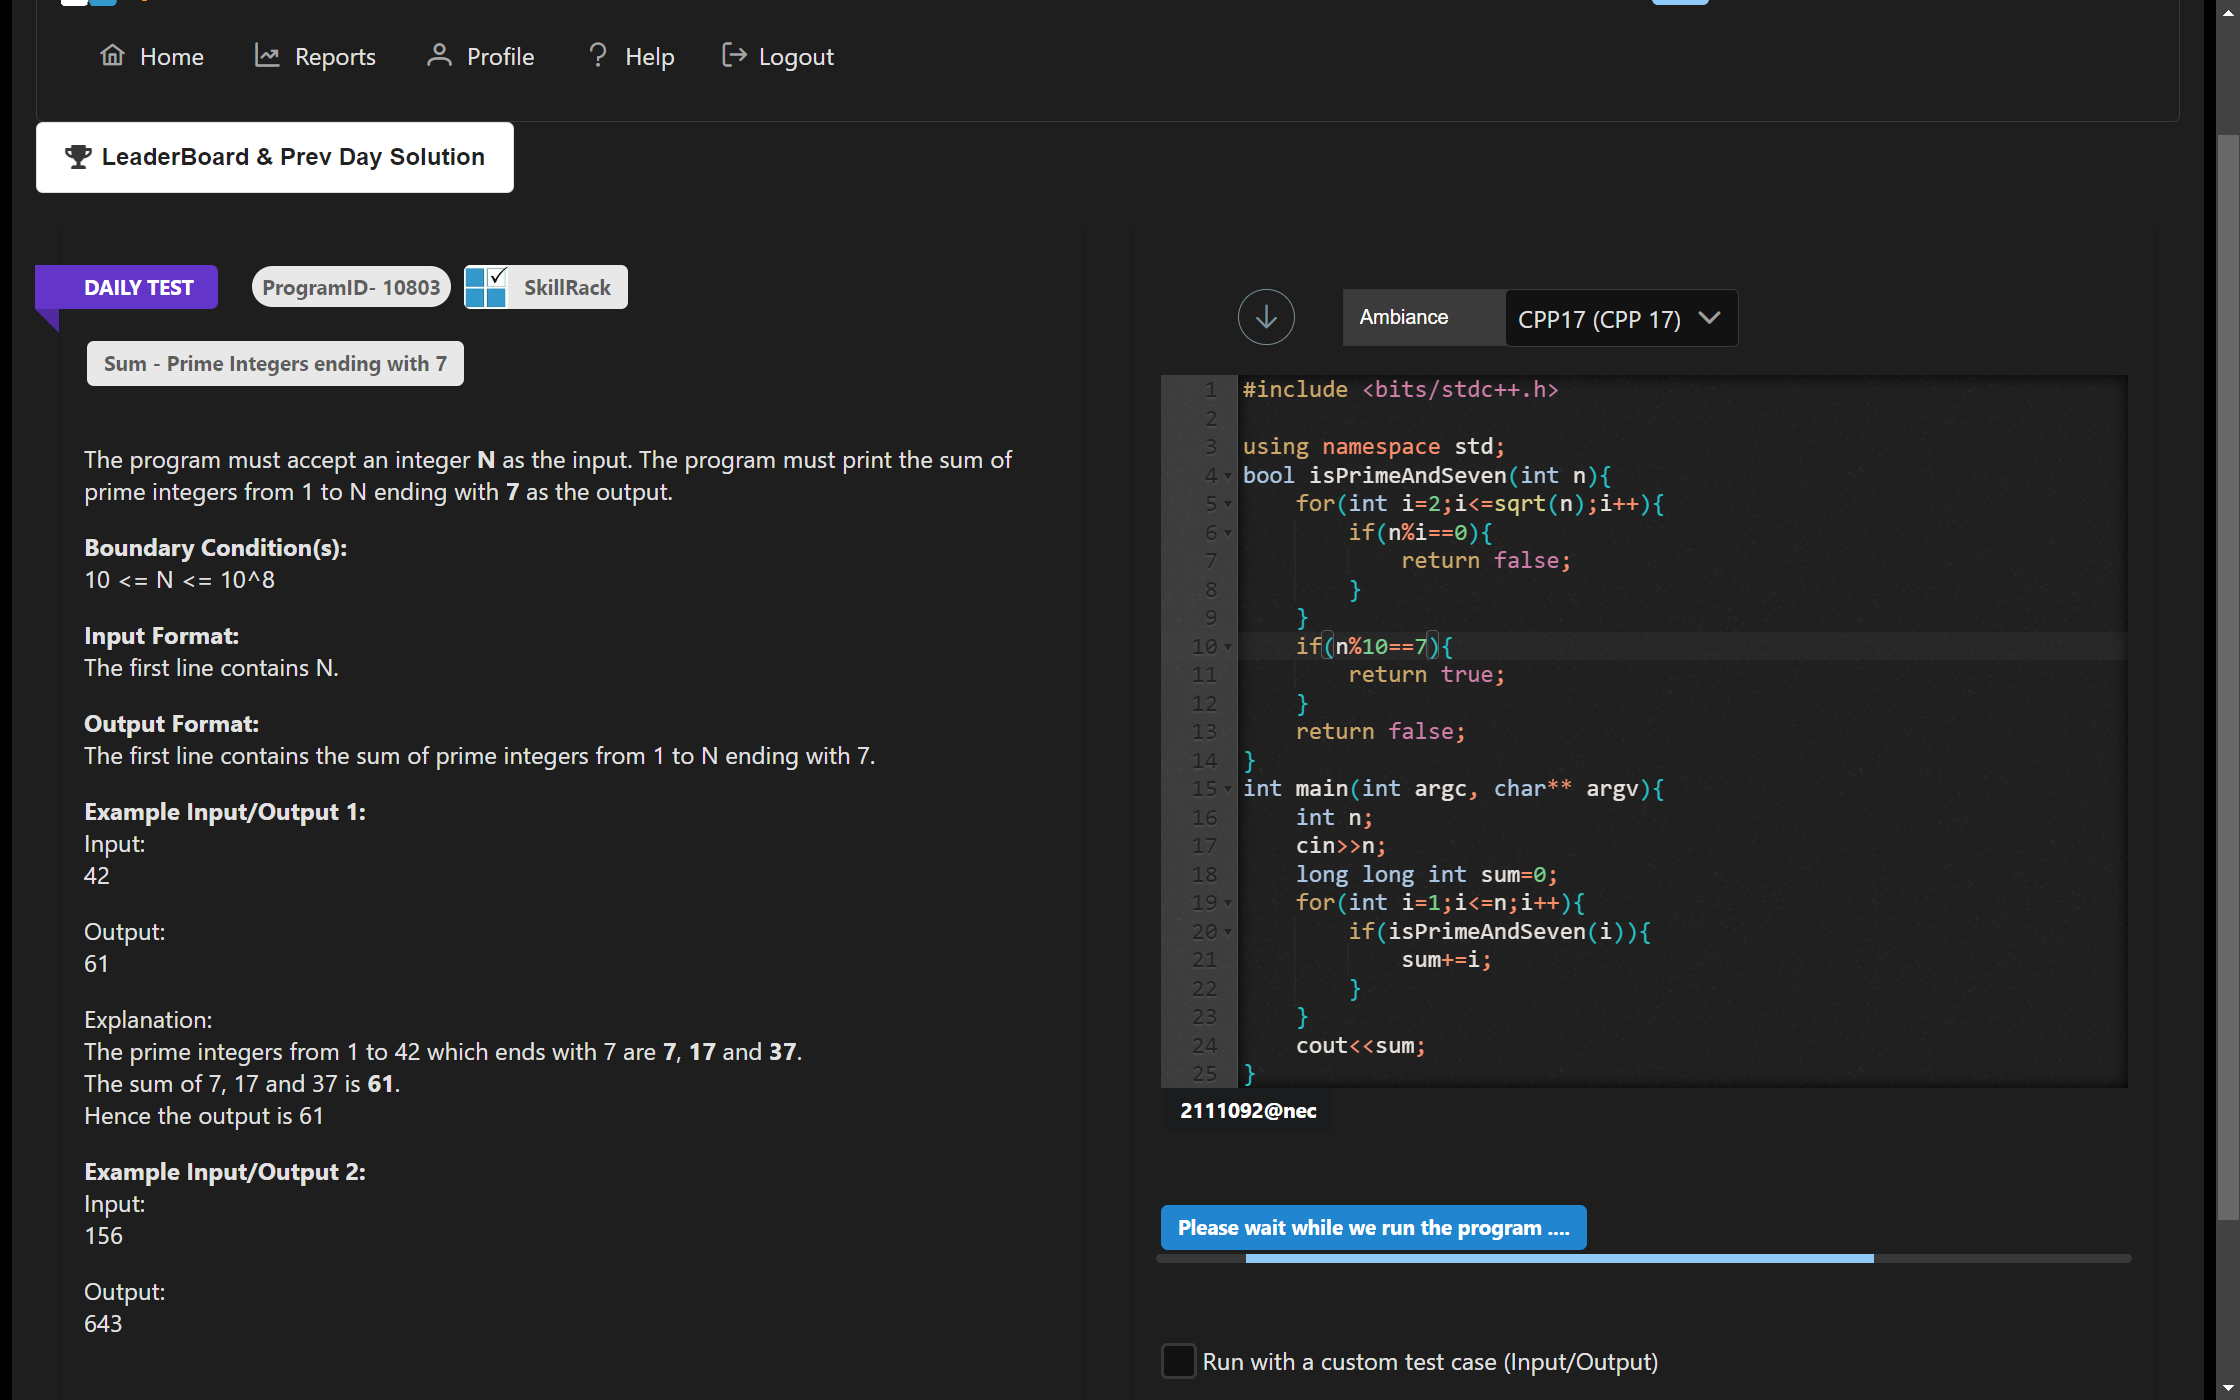 Home Reports Profile ? Help Logout
LeaderBoard & Prev Day Solution
DAILY TEST ProgramID- 10803 SkillRack
Sum - Prime Integers ending with 7
The program must accept an integer N as the input. The program must print the sum of
prime integers from 1 to N ending with 7 as the output.
Boundary Condition(s):
10 <= N <= 10^8
Input Format:
The first line contains N.
Output Format:
The first line contains the sum of prime integers from 1 to N ending with 7.
Example Input/Output 1:
Input:
42
Output:
61
Explanation:
The prime integers from 1 to 42 which ends with 7 are 7, 17 and 37.
The sum of 7, 17 and 37 is 61.
Hence the output is 61
Example Input/Output 2:
Input:
156
Output:
643
Ambiance CPP17 (CPP 17)
1 #include <bits/stdc++.h>
2
3 using namespace std;
4 bool isPrimeAndSeven(int n){
5     for(int i=2;i<=sqrt(n);i++){
6         if(n%i==0){
7             return false;
8         }
9     }
10     if(n%10==7){
11         return true;
12     }
13     return false;
14 }
15 int main(int argc, char** argv){
16     int n;
17     cin>>n;
18     long long int sum=0;
19     for(int i=1;i<=n;i++){
20         if(isPrimeAndSeven(i)){
21             sum+=i;
22         }
23     }
24     cout<<sum;
25 }
2111092@nec
Please wait while we run the program ....
Run with a custom test case (Input/Output)